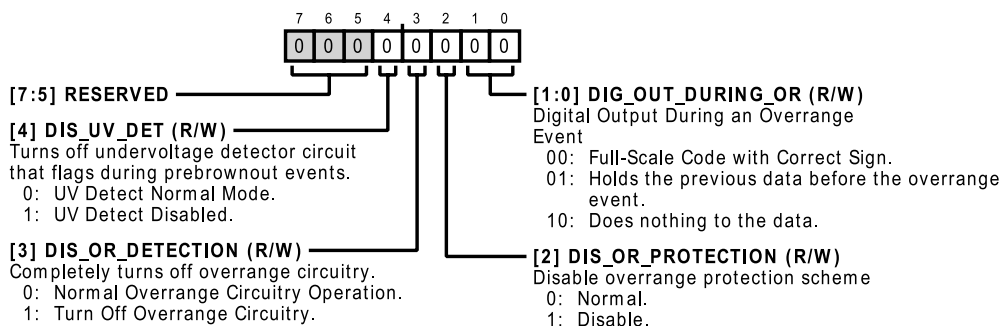 7 6 5 4 3 2 1 0
0 0 0 0 0 0 0 0
[7:5] RESERVED
[4] DIS_UV_DET (R/W)
Turns off undervoltage detector circuit
that flags during prebrownout events.
0: UV Detect Normal Mode.
1: UV Detect Disabled.
[3] DIS_OR_DETECTION (R/W)
Completely turns off overrange circuitry.
0: Normal Overrange Circuitry Operation.
1: Turn Off Overrange Circuitry.
[1:0] DIG_OUT_DURING_OR (R/W)
Digital Output During an Overrange
Event
00: Full-Scale Code with Correct Sign.
01: Holds the previous data before the overrange
event.
10: Does nothing to the data.
[2] DIS_OR_PROTECTION (R/W)
Disable overrange protection scheme
0: Normal.
1: Disable.